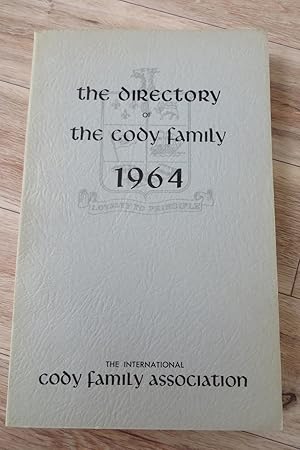 the directory
of
the cody family
1964
LOYALTY TO PRINCIPLE
THE INTERNATIONAL
cody family association